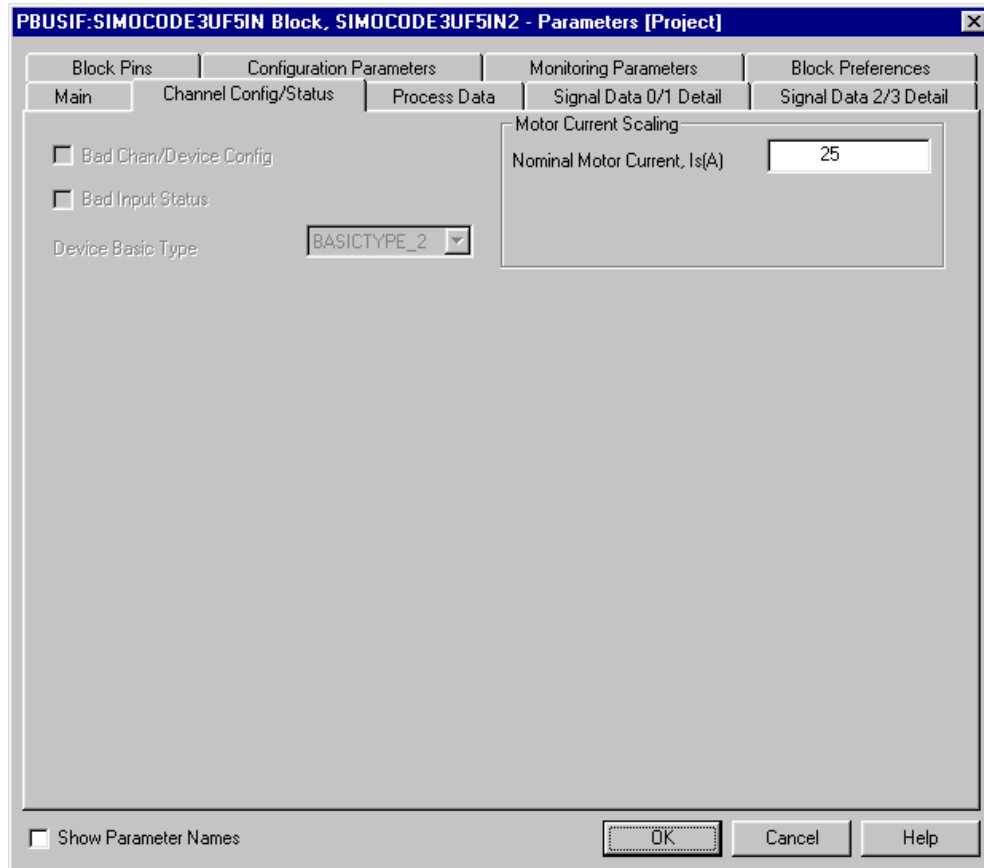 PBUSIF:SIMOCODE3UF5IN Block, SIMOCODE3UF5IN2 - Parameters [Project]
Block Pins Configuration Parameters Monitoring Parameters Block Preferences
Main Channel Config/Status Process Data Signal Data 0/1 Detail Signal Data 2/3 Detail
Motor Current Scaling
Bad Chan/Device Config
Nominal Motor Current, Is(A) 25
Bad Input Status
Device Basic Type BASICTYPE_2
Show Parameter Names OK Cancel Help